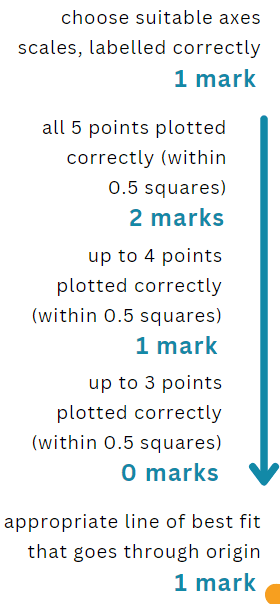 choose suitable axes
scales, labelled correctly
1 mark
all 5 points plotted
correctly (within
0.5 squares)
2 marks
up to 4 points
plotted correctly
(within 0.5 squares)
1 mark
up to 3 points
plotted correctly
(within 0.5 squares)
0 marks
appropriate line of best fit
that goes through origin
1 mark